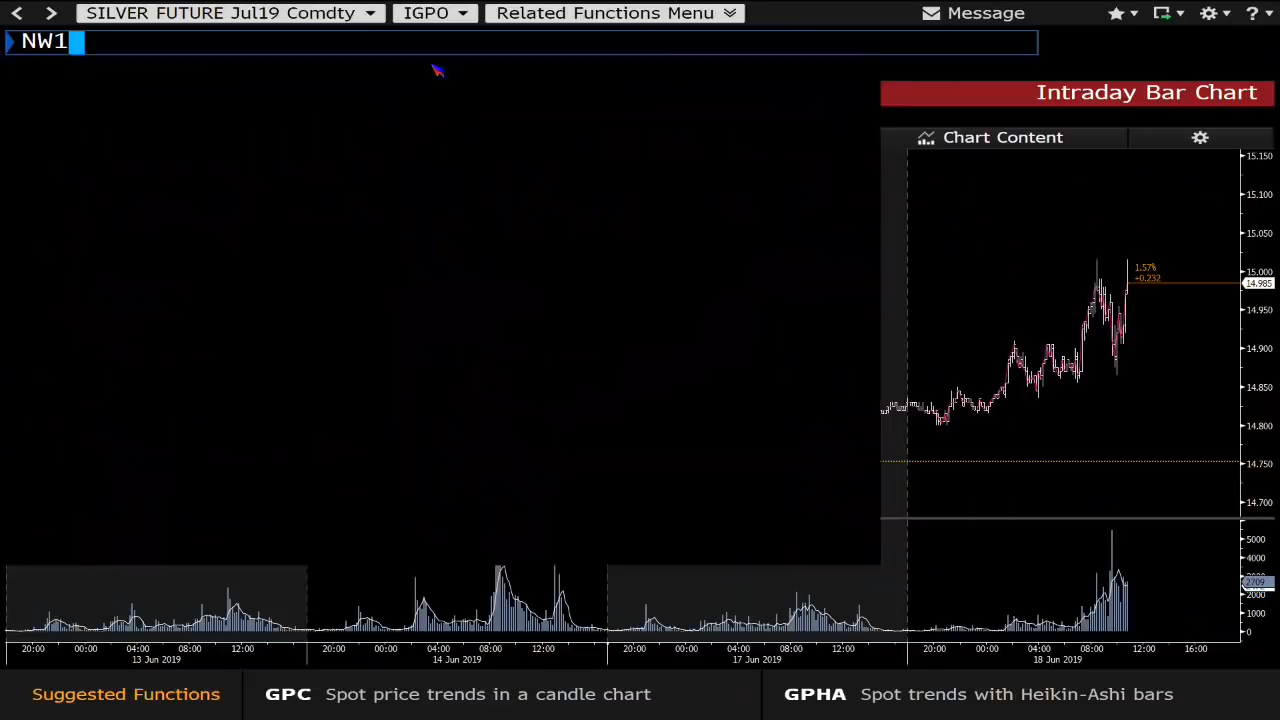 SILVER FUTURE Jul19 Comdty IGPO Related Functions Menu Message ?
NW1
Intraday Bar Chart
Chart Content
15.150
15.100
15.050
15.000
1.57%
+0.232
14.985
14.950
14.900
14.850
14.800
14.750
14.700
5000
4000
2709
2000
1000
0
20:00 00:00 04:00 08:00 12:00 20:00 00:00 04:00 08:00 12:00 20:00 00:00 04:00 08:00 12:00 20:00 00:00 04:00 08:00 12:00 16:00
13 Jun 2019 14 Jun 2019 17 Jun 2019 18 Jun 2019
Suggested Functions GPC Spot price trends in a candle chart GPHA Spot trends with Heikin-Ashi bars